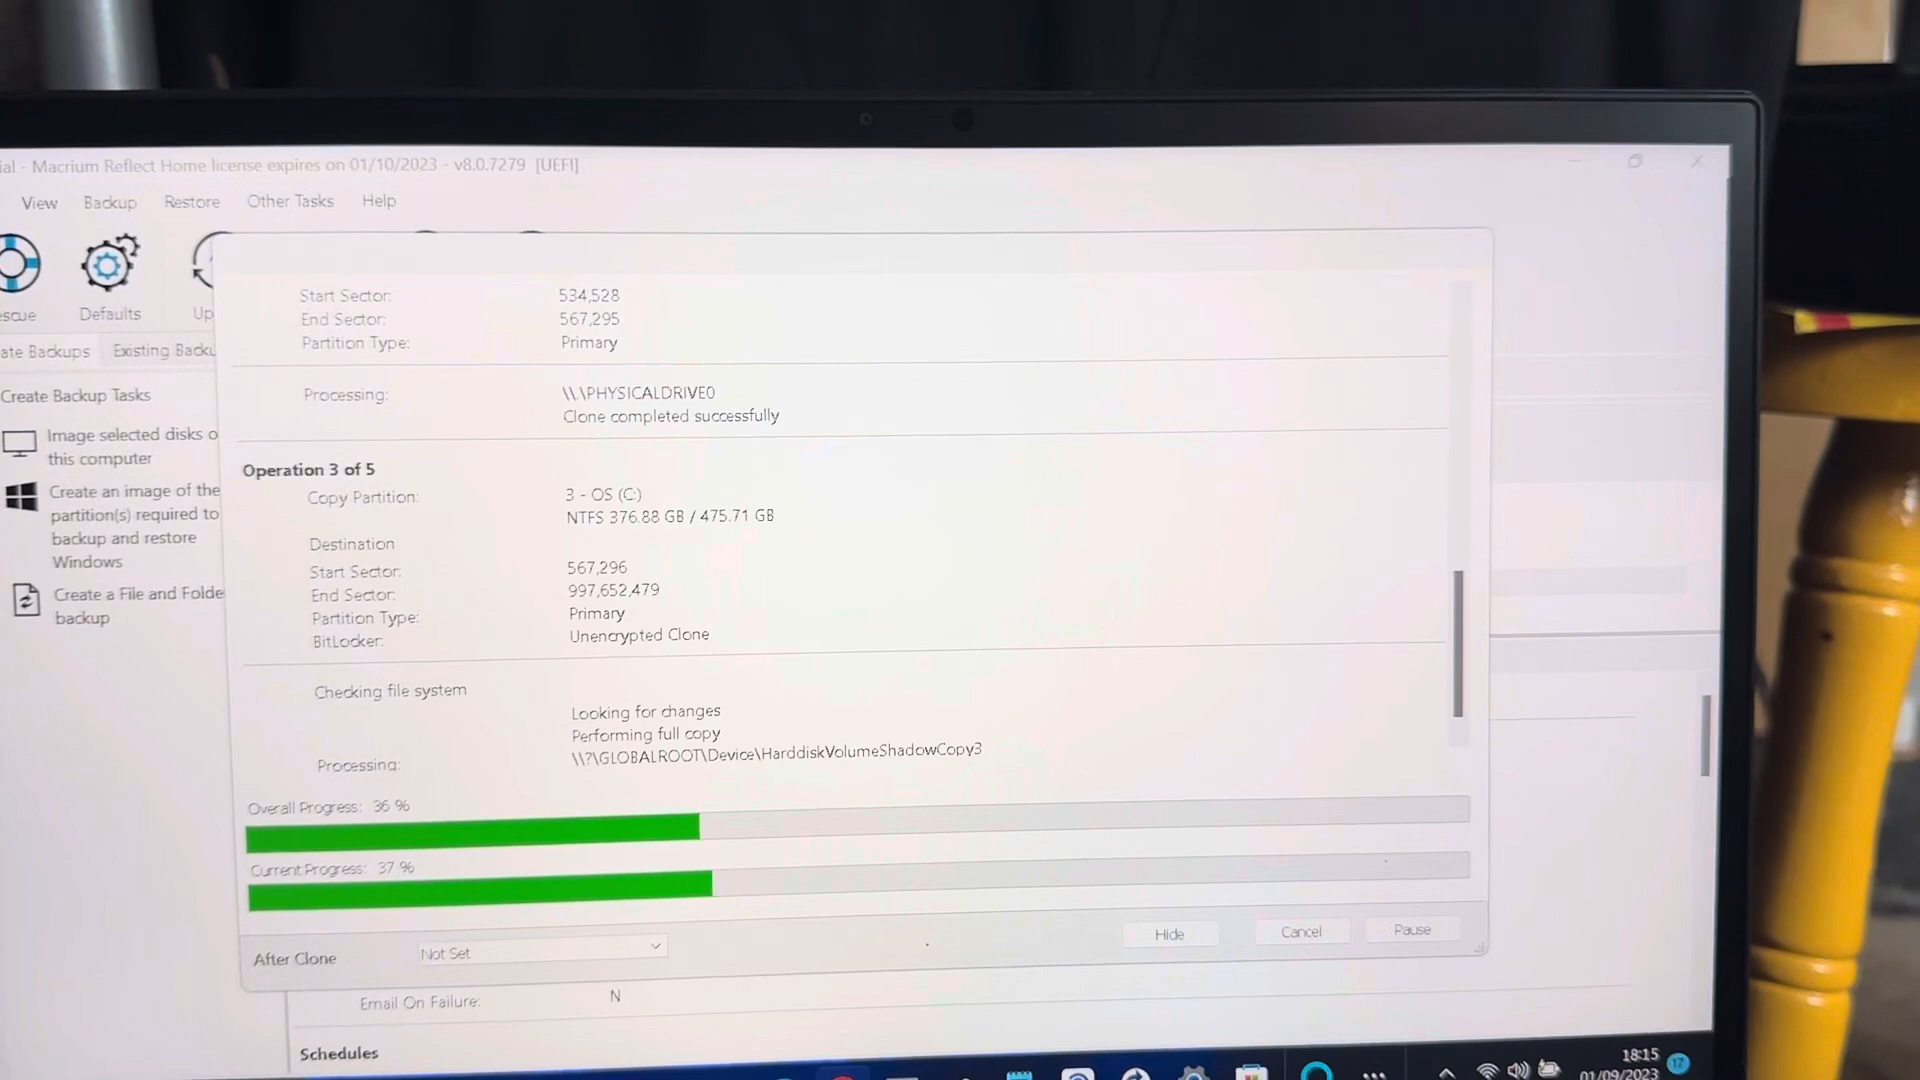 ial - Macrium Reflect Home license expires on 01/10/2023 - v8.0.7279 [UEFI]
View Backup Restore Other Tasks Help
escue Defaults Up
ate Backups Existing Backu
Create Backup Tasks
Image selected disks o
this computer
Create an image of the
partition(s) required to
backup and restore
Windows
Create a File and Folde
backup
Start Sector: 534,528
End Sector: 567,295
Partition Type: Primary
Processing: \\.\PHYSICALDRIVE0
Clone completed successfully
Operation 3 of 5
Copy Partition: 3 - OS (C:)
NTFS 376.88 GB / 475.71 GB
Destination
Start Sector: 567,296
End Sector: 997,652,479
Partition Type: Primary
BitLocker: Unencrypted Clone
Checking file system
Looking for changes
Performing full copy
Processing: \\?\GLOBALROOT\Device\HarddiskVolumeShadowCopy3
Overall Progress: 36 %
Current Progress: 37 %
After Clone Not Set Hide Cancel Pause
Email On Failure: N
Schedules
18:15
01/09/2023
17